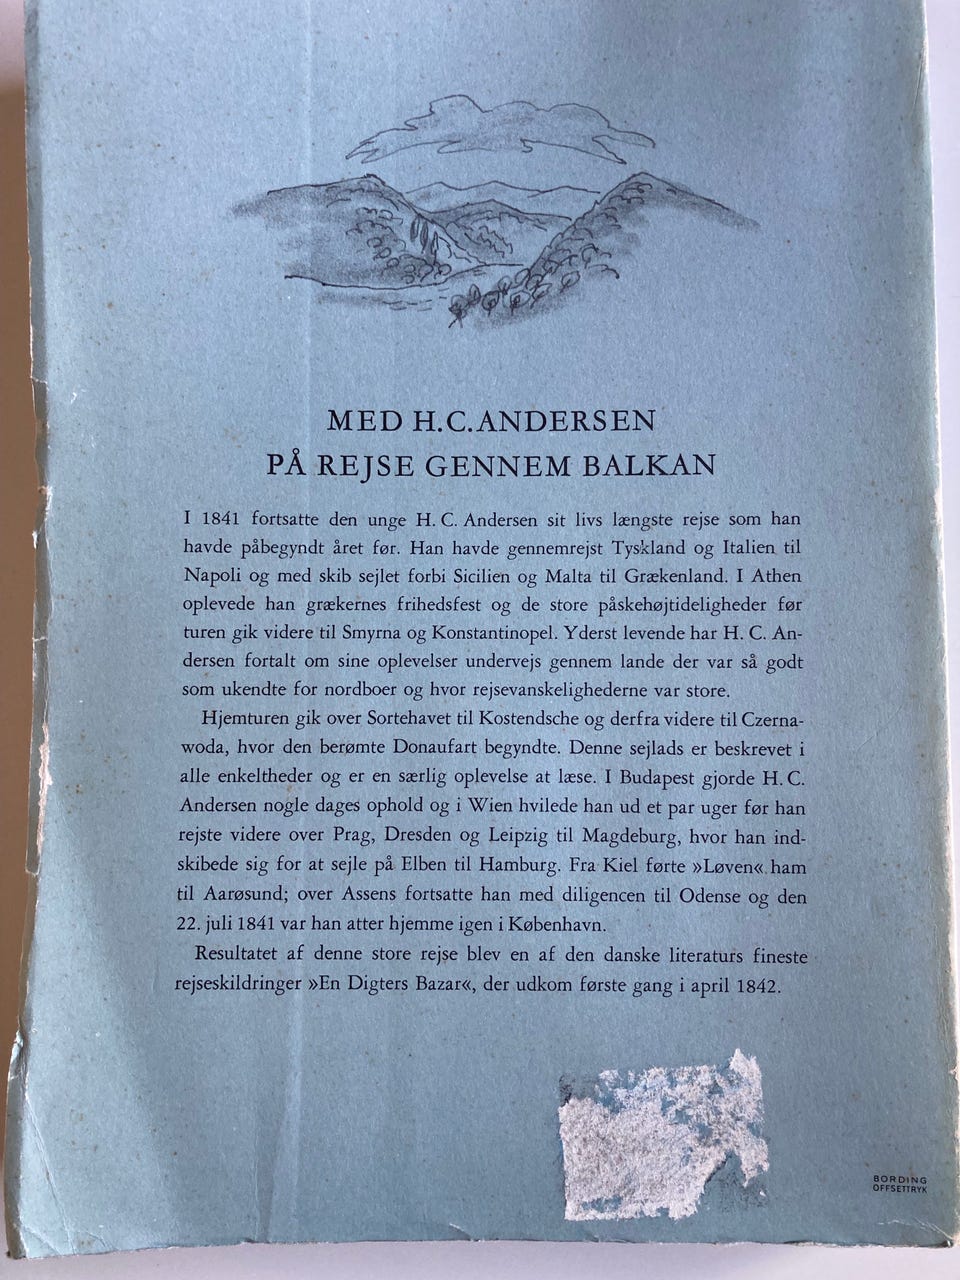 MED H.C.ANDERSEN
PÅ REJSE GENNEM BALKAN
I 1841 fortsatte den unge H. C. Andersen sit livs længste rejse som han
havde påbegyndt året før. Han havde gennemrejst Tyskland og Italien til
Napoli og med skib sejlet forbi Sicilien og Malta til Grækenland. I Athen
oplevede han grækernes frihedsfest og de store påskehøjtideligheder før
turen gik videre til Smyrna og Konstantinopel. Yderst levende har H. C. An-
dersen fortalt om sine oplevelser undervejs gennem lande der var så godt
som ukendte for nordboer og hvor rejsevanskelighederne var store.
Hjemturen gik over Sortehavet til Kostendsche og derfra videre til Czerna-
woda, hvor den berømte Donaufart begyndte. Denne sejlads er beskrevet i
alle enkeltheder og er en særlig oplevelse at læse. I Budapest gjorde H. C.
Andersen nogle dages ophold og i Wien hvilede han ud et par uger før han
rejste videre over Prag, Dresden og Leipzig til Magdeburg, hvor han ind-
skibede sig for at sejle på Elben til Hamburg. Fra Kiel førte »Løven« ham
til Aarøsund; over Assens fortsatte han med diligencen til Odense og den
22. juli 1841 var han atter hjemme igen i København.
Resultatet af denne store rejse blev en af den danske literaturs fineste
rejseskildringer »En Digters Bazar«, der udkom første gang i april 1842.
BORDING
OFFSETTRYK